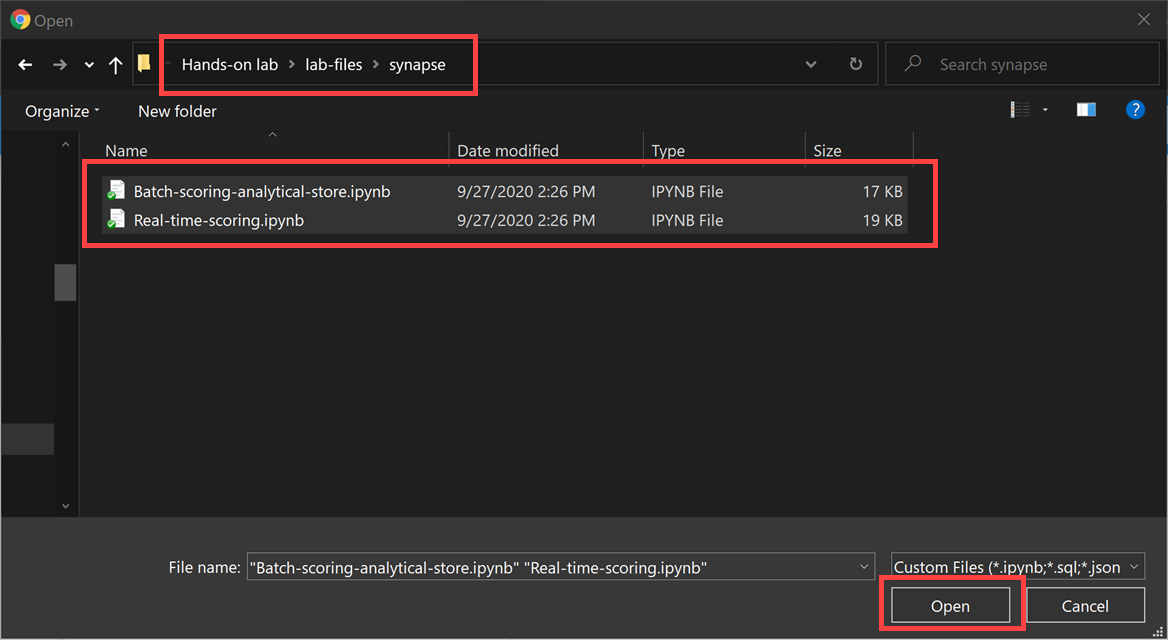 Open
Hands-on lab > lab-files > synapse
Search synapse
Organize New folder
?
Name Date modified Type Size
Batch-scoring-analytical-store.ipynb 9/27/2020 2:26 PM IPYNB File 17 KB
Real-time-scoring.ipynb 9/27/2020 2:26 PM IPYNB File 19 KB
File name: "Batch-scoring-analytical-store.ipynb" "Real-time-scoring.ipynb" Custom Files (*.ipynb;*.sql;*.json
Open Cancel